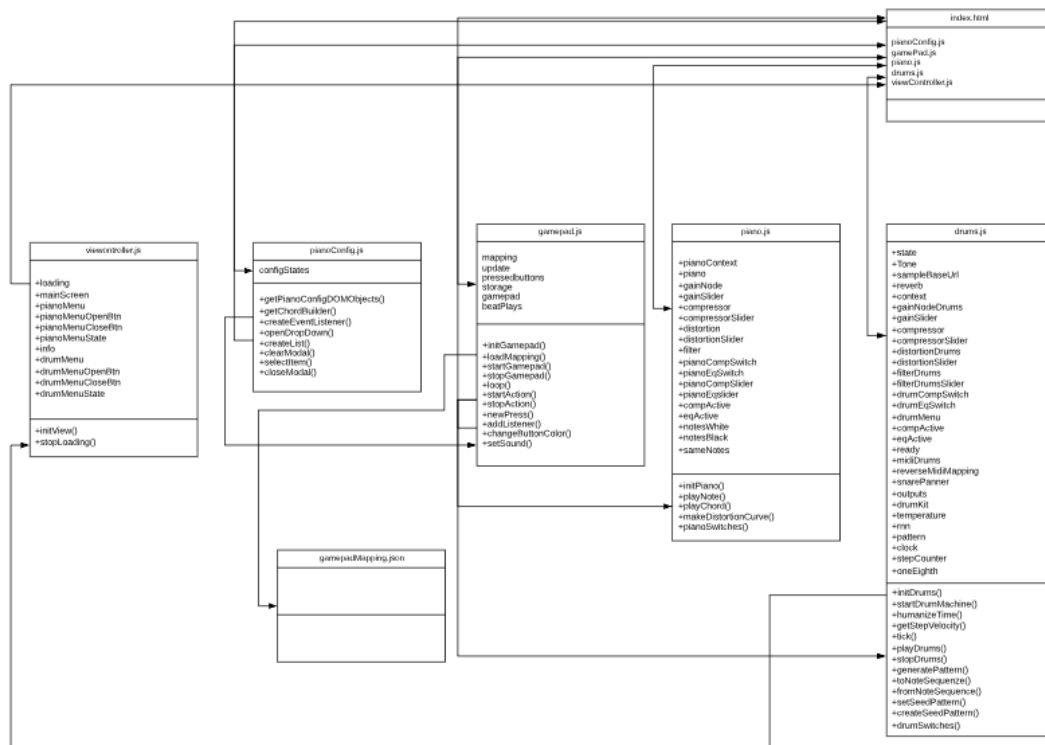 index.html
pianoConfig.js
gamePad.js
piano.js
drums.js
viewController.js
viewontroller.js
+loading
+mainScreen
+pianoMenu
+pianoMenuOpenBtn
+pianoMenuCloseBtn
+pianoMenuState
+info
+drumMenu
+drumMenuOpenBtn
+drumMenuCloseBtn
+drumMenuState
+initView()
+stopLoading()
pianoConfig.js
configStates
+getPianoConfigDOMObjects()
+getChordBuilder()
+createEventListener()
+openDropDown()
+createList()
+clearModal()
+selectItem()
+closeModal()
gamepad.js
mapping
update
pressedbuttons
storage
gamepad
beatPlays
+initGamepad()
+loadMapping()
+startGamepad()
+stopGamepad()
+loop()
+startAction()
+stopAction()
+newPress()
+addListener()
+changeButtonColor()
+setSound()
piano.js
+pianoContext
+piano
+gainNode
+gainSlider
+compressor
+compressorSlider
+distortion
+distortionSlider
+filter
+pianoCompSwitch
+pianoEqSwitch
+pianoCompSlider
+pianoEqslider
+compActive
+eqActive
+notesWhite
+notesBlack
+sameNotes
+initPiano()
+playNote()
+playChord()
+makeDistortionCurve()
+pianoSwitches()
drums.js
+state
+Tone
+sampleBaseUrl
+reverb
+context
+gainNodeDrums
+gainSlider
+compressor
+compressorSlider
+distortionDrums
+distortionSlider
+filterDrums
+filterDrumsSlider
+drumCompSwitch
+drumEqSwitch
+drumMenu
+compActive
+eqActive
+ready
+midiDrums
+reverseMidiMapping
+snarePanner
+outputs
+drumKit
+temperature
+rnn
+pattern
+clock
+stepCounter
+oneEighth
+initDrums()
+startDrumMachine()
+humanizeTime()
+getStepVelocity()
+tick()
+playDrums()
+stopDrums()
+generatePattern()
+toNoteSequenze()
+fromNoteSequence()
+setSeedPattern()
+createSeedPattern()
+drumSwitches()
gamepadMapping.json